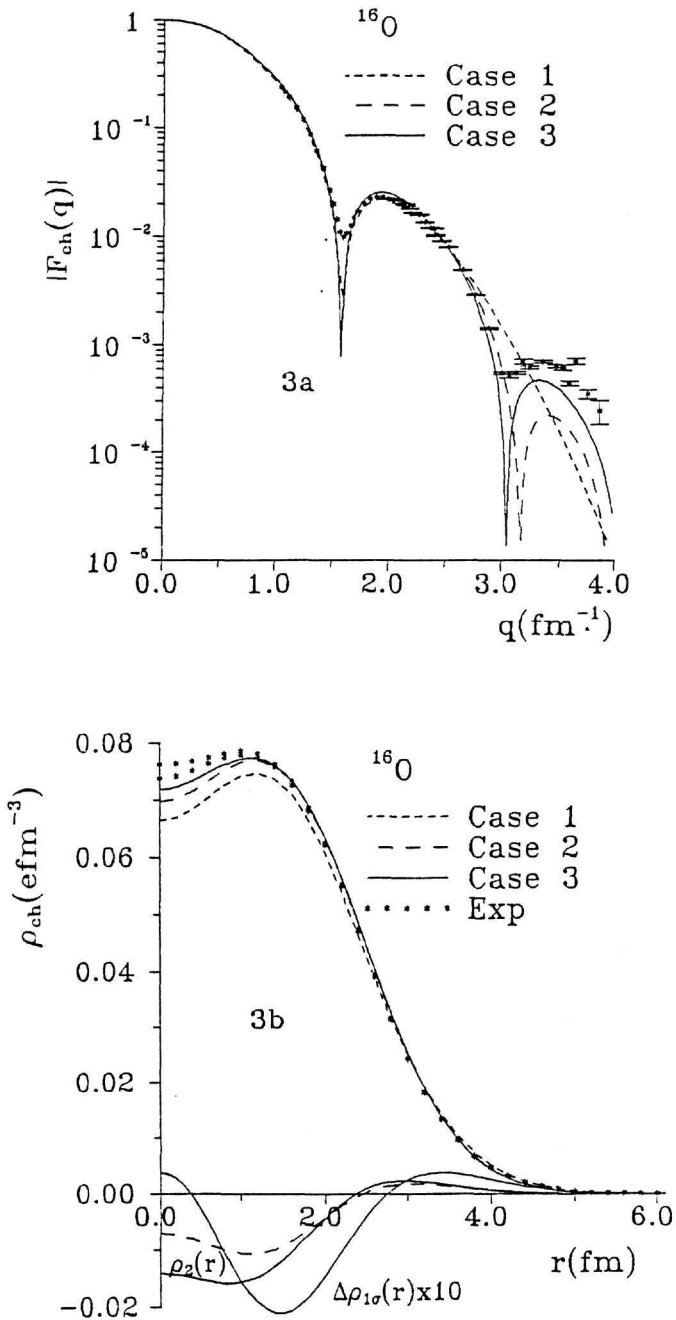 ¹⁶O
Case 1
Case 2
Case 3
|F_ch(q)|
1
10⁻¹
10⁻²
10⁻³
10⁻⁴
10⁻⁵
3a
0.0 1.0 2.0 3.0 4.0
q(fm⁻¹)
¹⁶O
Case 1
Case 2
Case 3
Exp
ρ_ch(efm⁻³)
0.08
0.06
0.04
0.02
0.00
-0.02
3b
0.0 2.0 4.0 6.0
r(fm)
ρ₂(r)
Δρ₁σ(r)x10